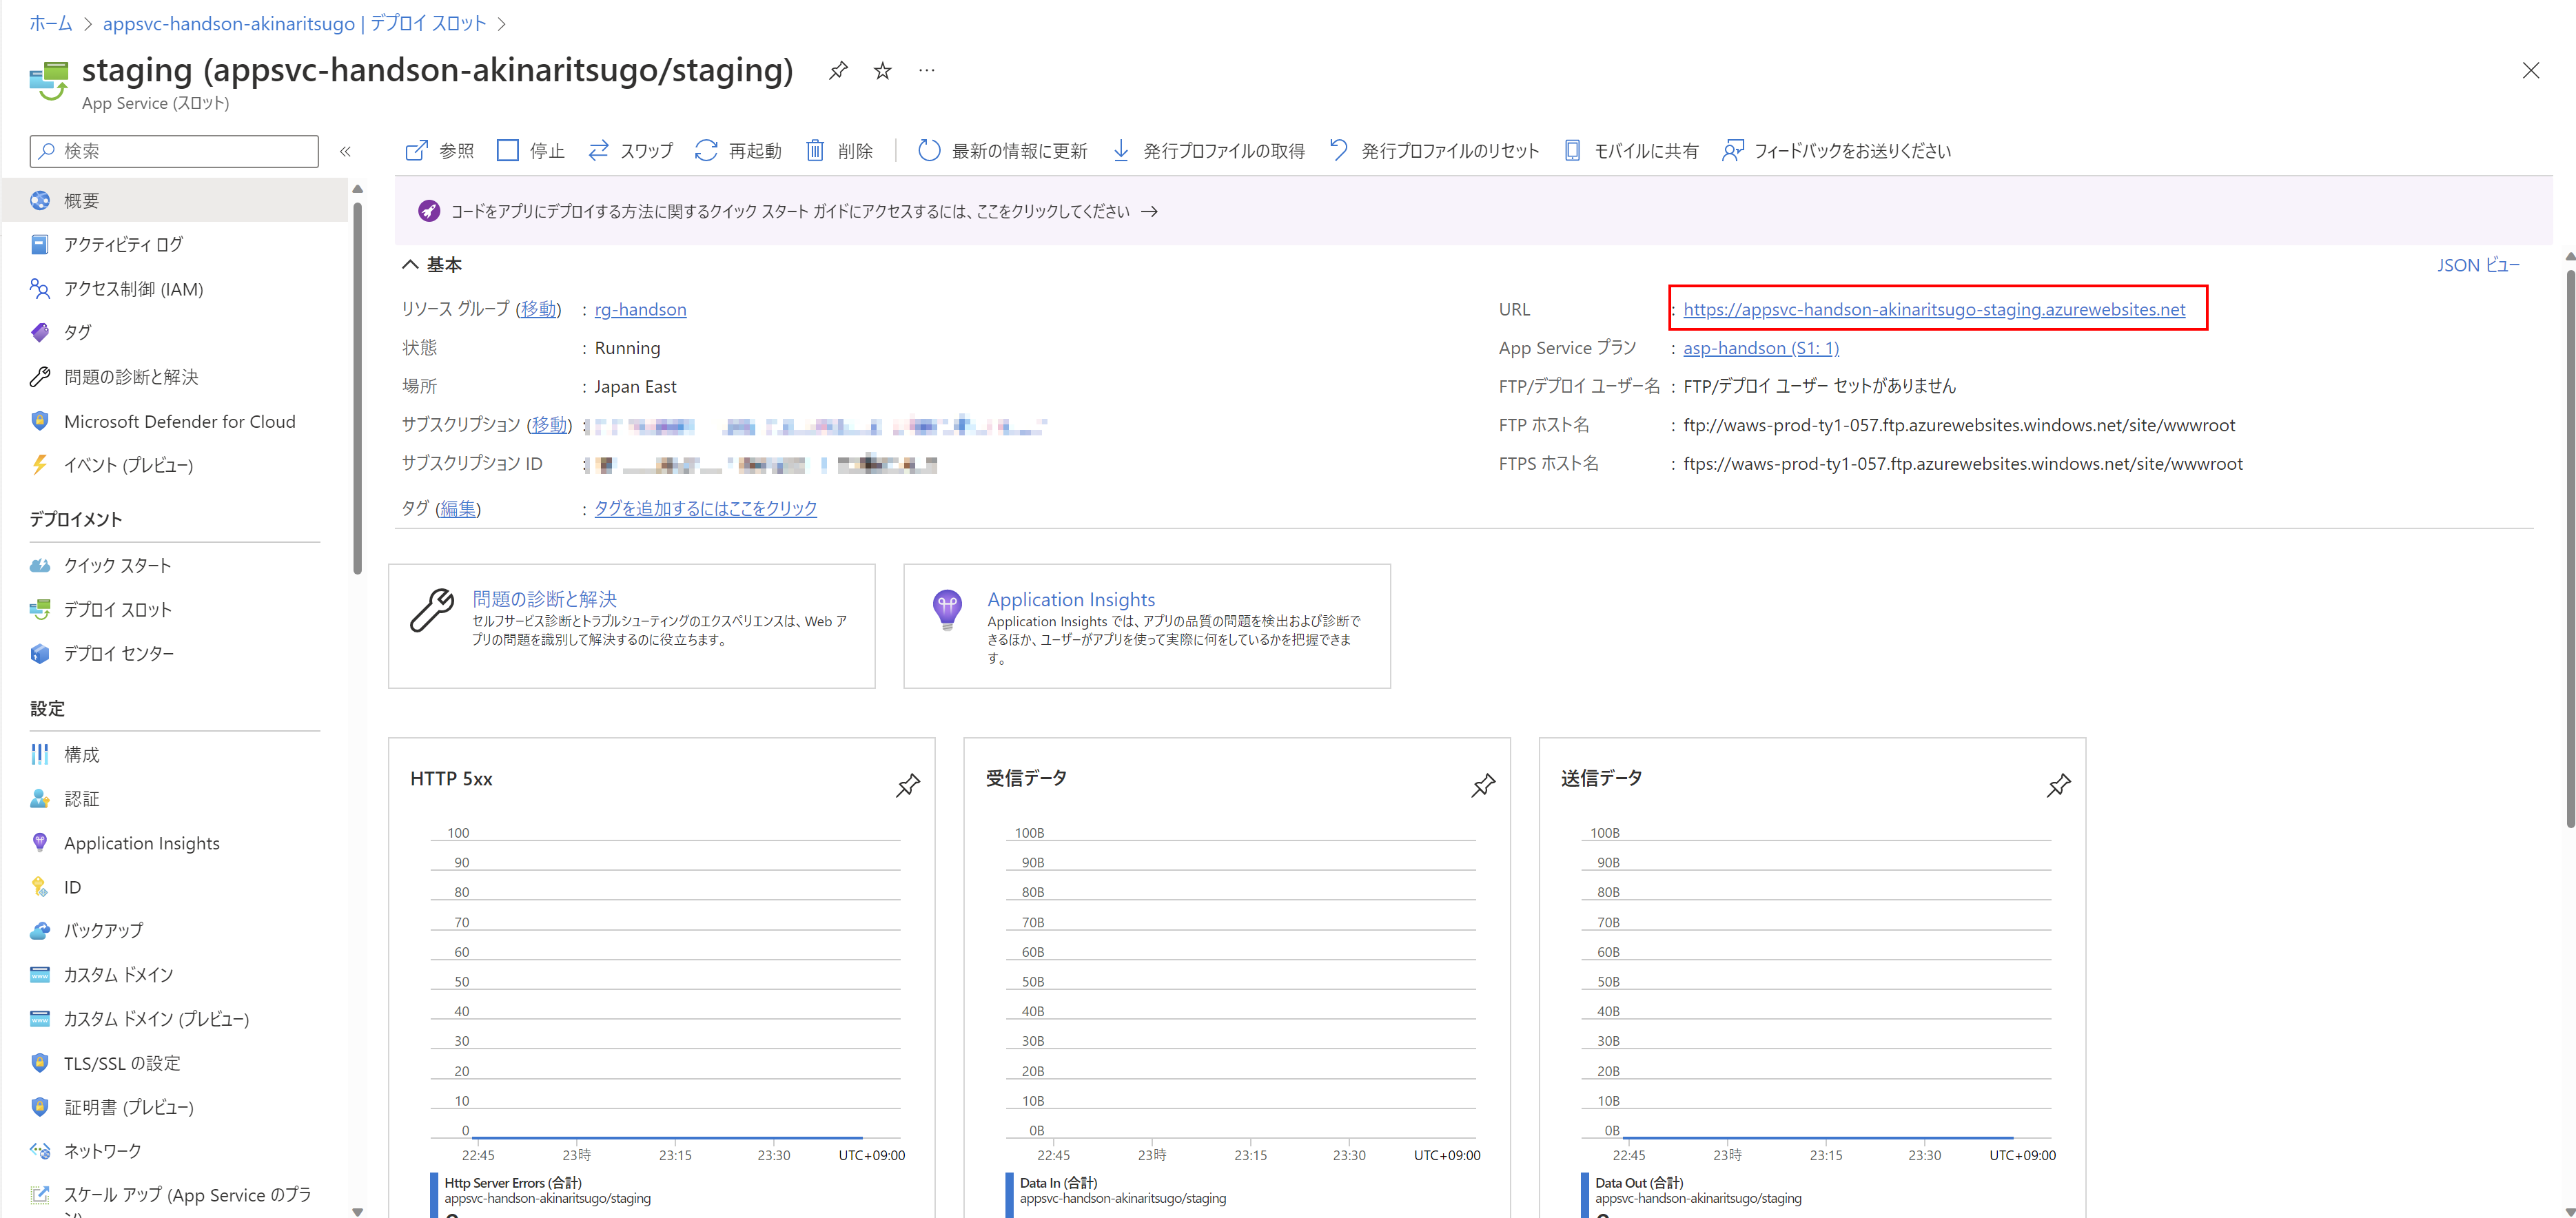 ホーム > appsvc-handson-akinaritsugo | デプロイ スロット >
staging (appsvc-handson-akinaritsugo/staging)
App Service (スロット)
検索
概要
アクティビティ ログ
アクセス制御 (IAM)
タグ
問題の診断と解決
Microsoft Defender for Cloud
イベント (プレビュー)
デプロイメント
クイック スタート
デプロイ スロット
デプロイ センター
設定
構成
認証
Application Insights
ID
バックアップ
カスタム ドメイン
カスタム ドメイン (プレビュー)
TLS/SSL の設定
証明書 (プレビュー)
ネットワーク
スケール アップ (App Service のプラ
参照 停止 スワップ 再起動 削除 最新の情報に更新 発行プロファイルの取得 発行プロファイルのリセット モバイルに共有 フィードバックをお送りください
コードをアプリにデプロイする方法に関するクイック スタート ガイドにアクセスするには、ここをクリックしてください →
基本
JSON ビュー
リソース グループ (移動) : rg-handson
状態 : Running
場所 : Japan East
サブスクリプション (移動) :
サブスクリプション ID :
タグ (編集) : タグを追加するにはここをクリック
URL : https://appsvc-handson-akinaritsugo-staging.azurewebsites.net
App Service プラン : asp-handson (S1: 1)
FTP/デプロイ ユーザー名 : FTP/デプロイ ユーザー セットがありません
FTP ホスト名 : ftp://waws-prod-ty1-057.ftp.azurewebsites.windows.net/site/wwwroot
FTPS ホスト名 : ftps://waws-prod-ty1-057.ftp.azurewebsites.windows.net/site/wwwroot
問題の診断と解決
セルフサービス診断とトラブルシューティングのエクスペリエンスは、Web ア
プリの問題を識別して解決するのに役立ちます。
Application Insights
Application Insights では、アプリの品質の問題を検出および診断で
きるほか、ユーザーがアプリを使って実際に何をしているかを把握できま
す。
HTTP 5xx
100
90
80
70
60
50
40
30
20
10
0
22:45 23時 23:15 23:30 UTC+09:00
Http Server Errors (合計)
appsvc-handson-akinaritsugo/staging
受信データ
100B
90B
80B
70B
60B
50B
40B
30B
20B
10B
0B
22:45 23時 23:15 23:30 UTC+09:00
Data In (合計)
appsvc-handson-akinaritsugo/staging
送信データ
100B
90B
80B
70B
60B
50B
40B
30B
20B
10B
0B
22:45 23時 23:15 23:30 UTC+09:00
Data Out (合計)
appsvc-handson-akinaritsugo/staging